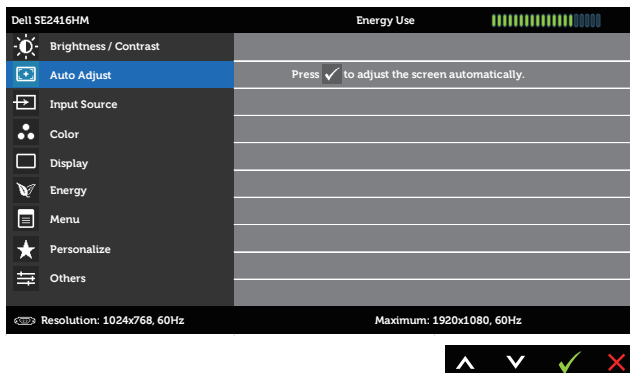 Dell SE2416HM Energy Use
Brightness / Contrast
Auto Adjust
Press ✓ to adjust the screen automatically.
Input Source
Color
Display
Energy
Menu
Personalize
Others
Resolution: 1024x768, 60Hz Maximum: 1920x1080, 60Hz